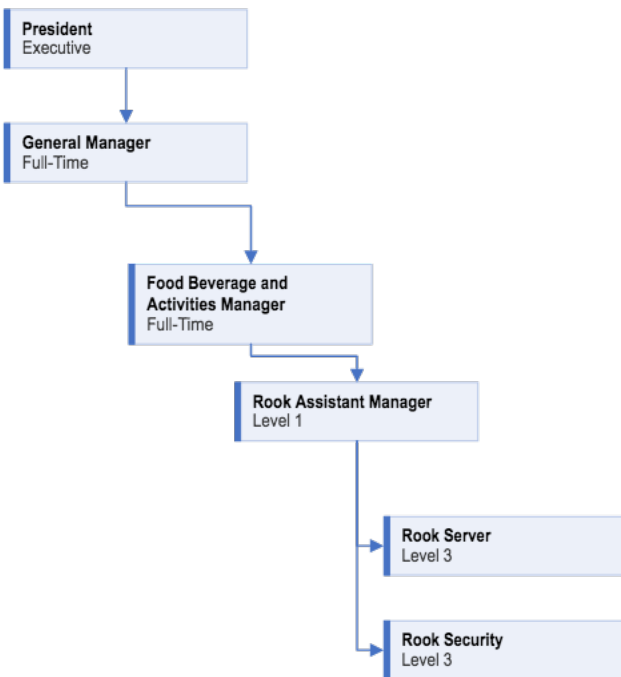 President
Executive
General Manager
Full-Time
Food Beverage and
Activities Manager
Full-Time
Rook Assistant Manager
Level 1
Rook Server
Level 3
Rook Security
Level 3